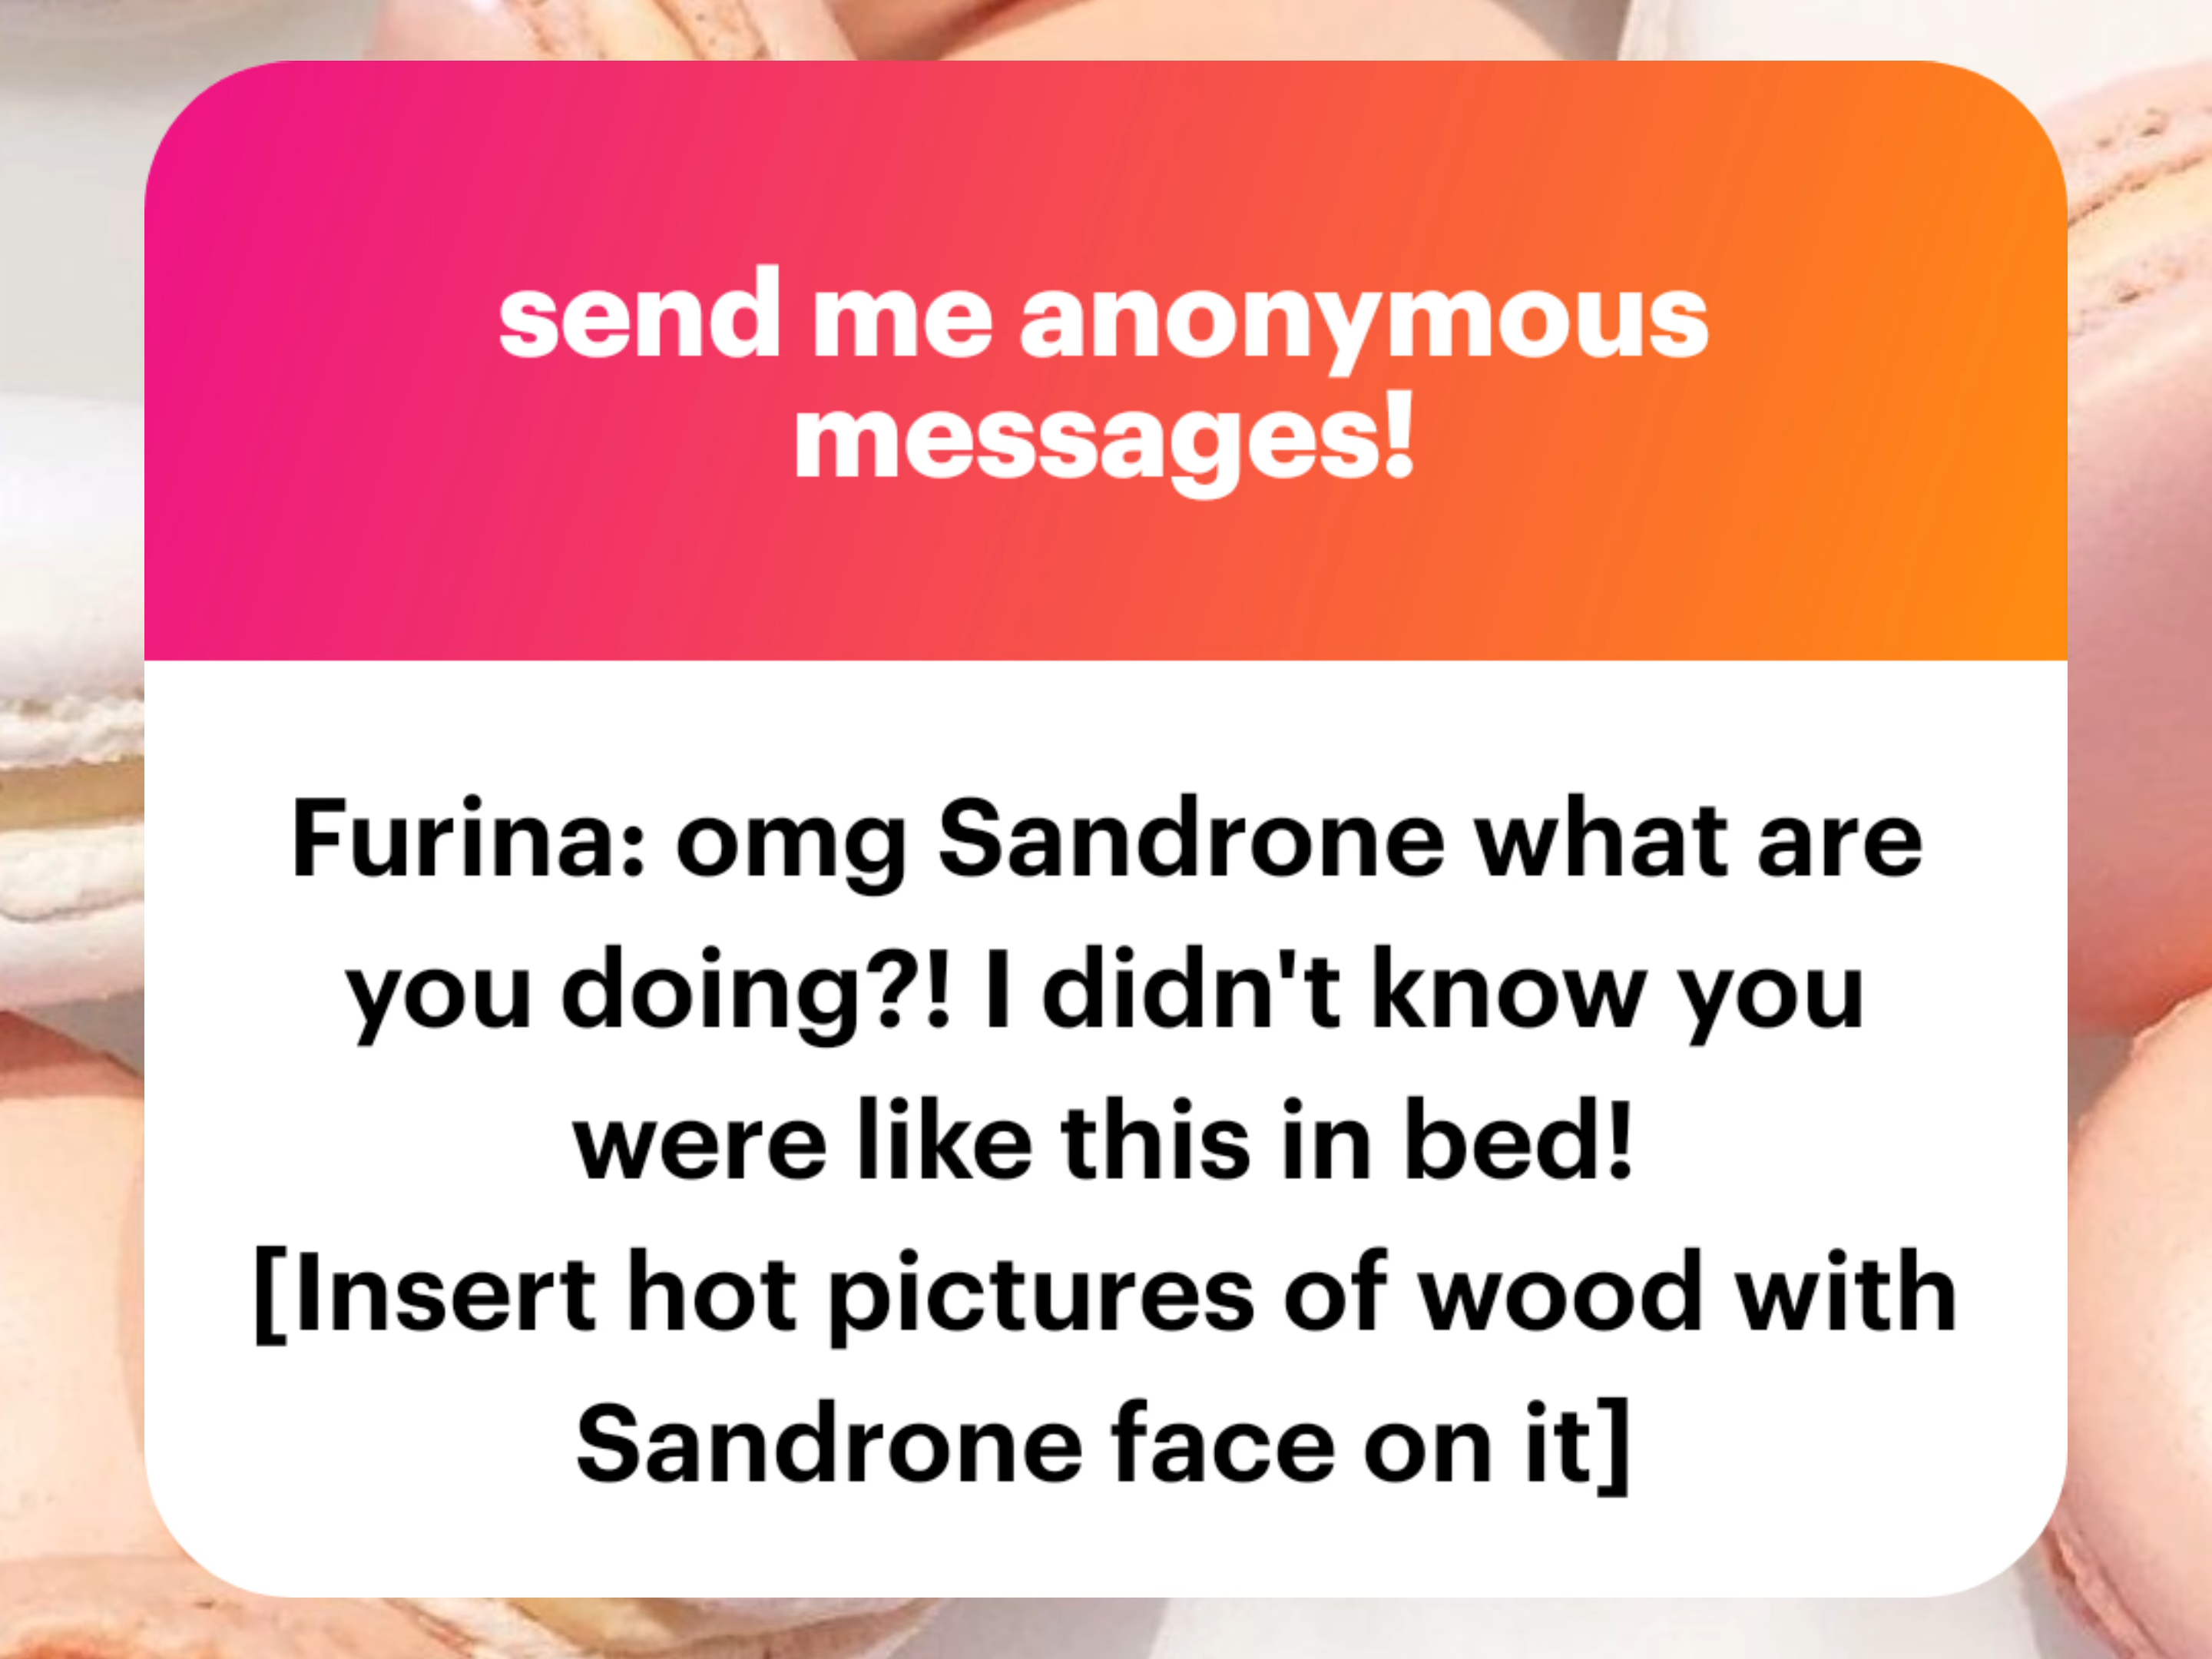 send me anonymous
messages!
Furina: omg Sandrone what are
you doing?! I didn't know you
were like this in bed!
[Insert hot pictures of wood with
Sandrone face on it]